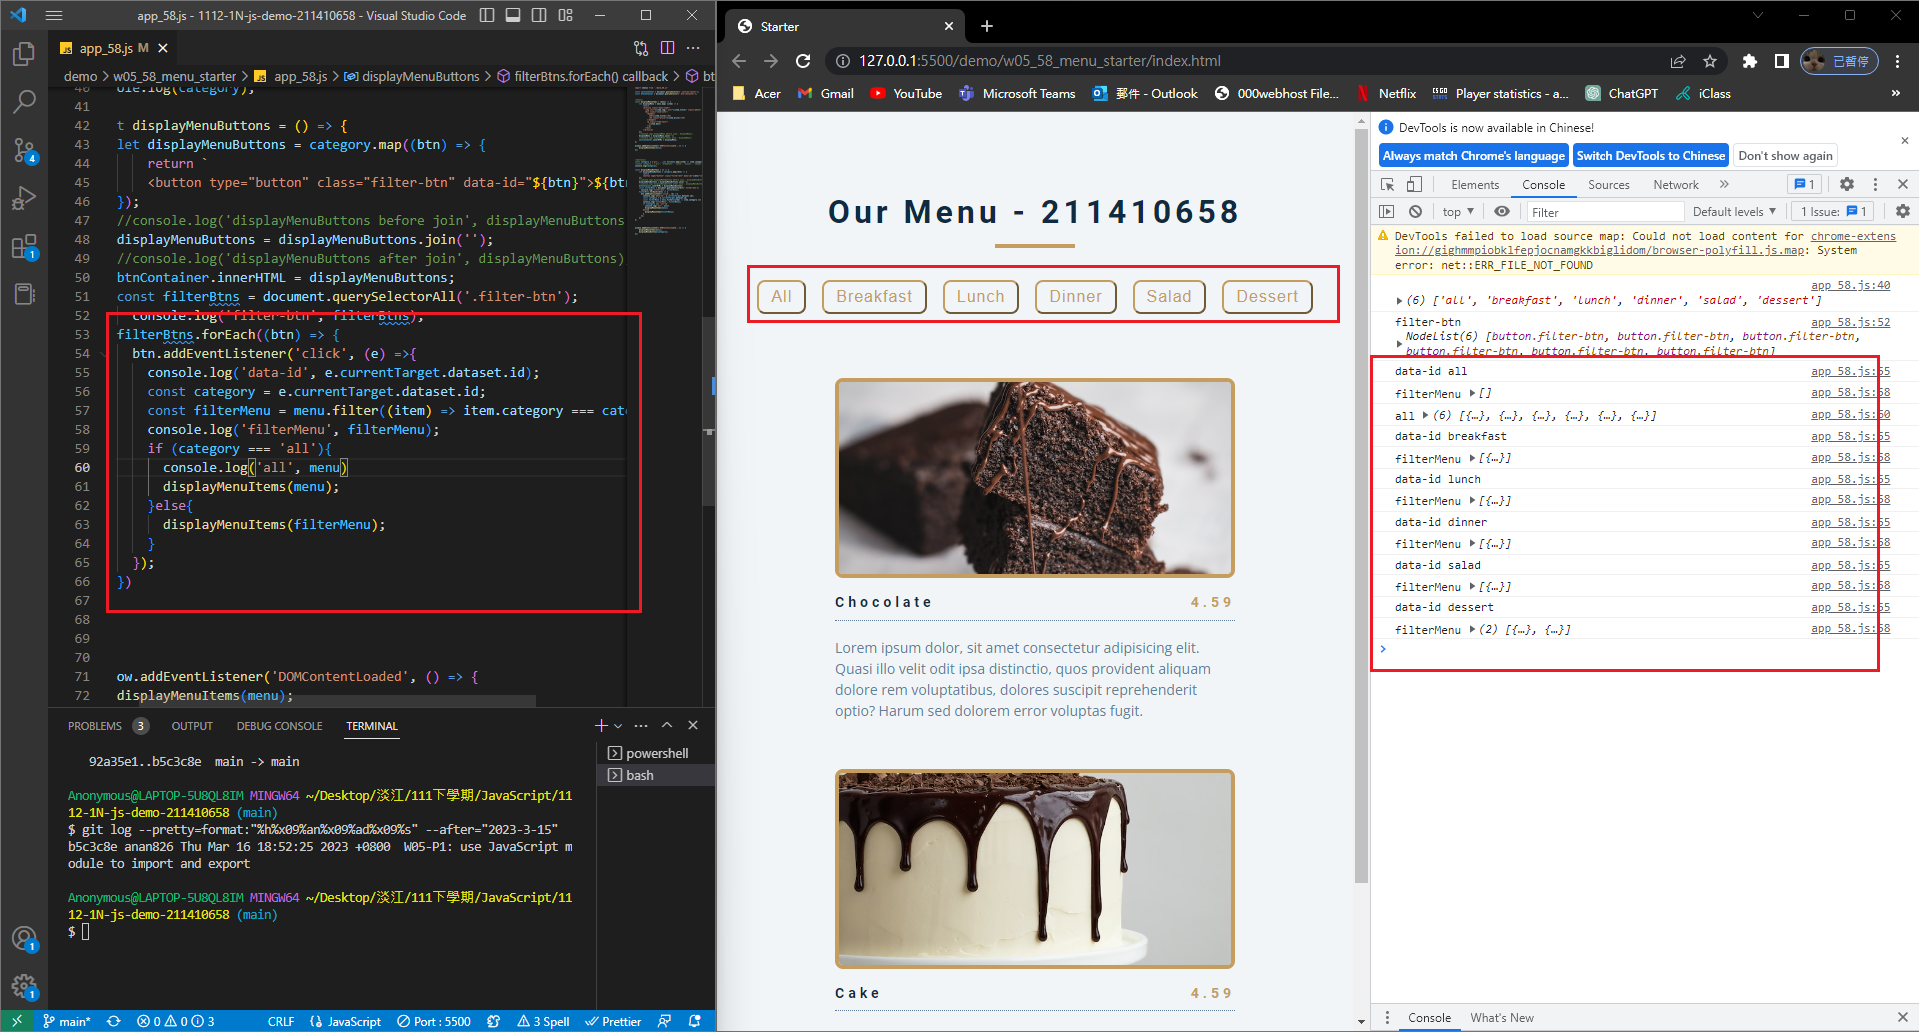 app_58.js - 1112-1N-js-demo-211410658 - Visual Studio Code
app_58.js M
demo > w05_58_menu_starter > app_58.js > displayMenuButtons > filterBtns.forEach() callback > bt
40 ole.log(category);
41
42 t displayMenuButtons = () => {
43 let displayMenuButtons = category.map((btn) => {
44 return `
45 <button type="button" class="filter-btn" data-id="${btn}">${btn
46 });
47 //console.log('displayMenuButtons before join', displayMenuButtons
48 displayMenuButtons = displayMenuButtons.join('');
49 //console.log('displayMenuButtons after join', displayMenuButtons)
50 btnContainer.innerHTML = displayMenuButtons;
51 const filterBtns = document.querySelectorAll('.filter-btn');
52 console.log('filter-btn', filterBtns);
53 filterBtns.forEach((btn) => {
54 btn.addEventListener('click', (e) =>{
55 console.log('data-id', e.currentTarget.dataset.id);
56 const category = e.currentTarget.dataset.id;
57 const filterMenu = menu.filter((item) => item.category === cate
58 console.log('filterMenu', filterMenu);
59 if (category === 'all'){
60 console.log('all', menu)
61 displayMenuItems(menu);
62 }else{
63 displayMenuItems(filterMenu);
64 }
65 });
66 })
67
68
69
70
71 ow.addEventListener('DOMContentLoaded', () => {
72 displayMenuItems(menu);
PROBLEMS 3 OUTPUT DEBUG CONSOLE TERMINAL
powershell
bash
92a35e1..b5c3c8e main -> main
Anonymous@LAPTOP-5U8QL8IM MINGW64 ~/Desktop/淡江/111下學期/JavaScript/11
12-1N-js-demo-211410658 (main)
$ git log --pretty=format:"%h%x09%an%x09%ad%x09%s" --after="2023-3-15"
b5c3c8e anan826 Thu Mar 16 18:52:25 2023 +0800 W05-P1: use JavaScript m
odule to import and export
Anonymous@LAPTOP-5U8QL8IM MINGW64 ~/Desktop/淡江/111下學期/JavaScript/11
12-1N-js-demo-211410658 (main)
$
4
1
1
1
main* 0 0 3 CRLF JavaScript Port : 5500 3 Spell Prettier
Starter
127.0.0.1:5500/demo/w05_58_menu_starter/index.html 已暫停
Acer Gmail YouTube Microsoft Teams 郵件 - Outlook 000webhost File... Netflix Player statistics - a... ChatGPT iClass
Our Menu - 211410658
All Breakfast Lunch Dinner Salad Dessert
Chocolate 4.59
Lorem ipsum dolor, sit amet consectetur adipisicing elit.
Quasi illo velit odit ipsa distinctio, quos provident aliquam
dolore rem voluptatibus, dolores suscipit reprehenderit
optio? Harum sed dolorem error voluptas fugit.
Cake 4.59
DevTools is now available in Chinese!
Always match Chrome's language Switch DevTools to Chinese Don't show again
Elements Console Sources Network 1
top Filter Default levels 1 Issue: 1
DevTools failed to load source map: Could not load content for chrome-extens
ion://gighmmpiobklfepjocnamgkkbiglidom/browser-polyfill.js.map: System
error: net::ERR_FILE_NOT_FOUND
app_58.js:40
(6) ['all', 'breakfast', 'lunch', 'dinner', 'salad', 'dessert']
filter-btn app_58.js:52
NodeList(6) [button.filter-btn, button.filter-btn, button.filter-btn,
button.filter-btn, button.filter-btn, button.filter-btn]
data-id all app_58.js:55
filterMenu [] app_58.js:58
all (6) [{…}, {…}, {…}, {…}, {…}, {…}] app_58.js:60
data-id breakfast app_58.js:55
filterMenu [{…}] app_58.js:58
data-id lunch app_58.js:55
filterMenu [{…}] app_58.js:58
data-id dinner app_58.js:55
filterMenu [{…}] app_58.js:58
data-id salad app_58.js:55
filterMenu [{…}] app_58.js:58
data-id dessert app_58.js:55
filterMenu (2) [{…}, {…}] app_58.js:58
Console What's New